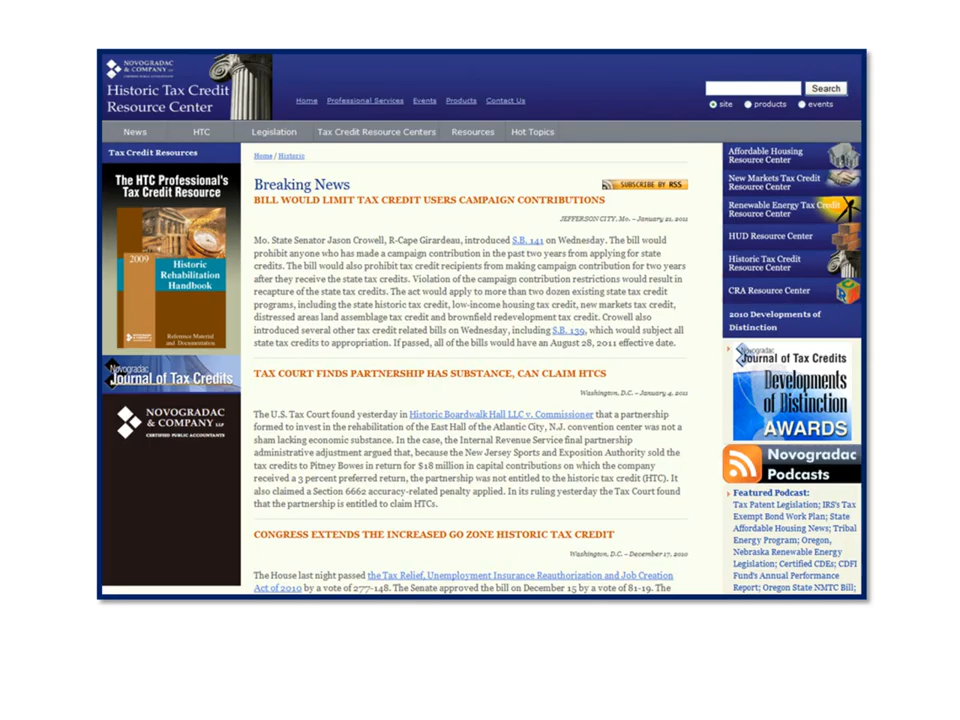 NOVOGRADAC
& COMPANY LLP
CERTIFIED PUBLIC ACCOUNTANTS
Historic Tax Credit
Resource Center
Home Professional Services Events Products Contact Us
Search
site products events
News HTC Legislation Tax Credit Resource Centers Resources Hot Topics
Tax Credit Resources
The HTC Professional's
Tax Credit Resource
2009
Historic
Rehabilitation
Handbook
Reference Material
and Documentation
Novogradac
Journal of Tax Credits
NOVOGRADAC
& COMPANY LLP
CERTIFIED PUBLIC ACCOUNTANTS
Home / Historic
Breaking News
SUBSCRIBE BY RSS
BILL WOULD LIMIT TAX CREDIT USERS CAMPAIGN CONTRIBUTIONS
JEFFERSON CITY, Mo. – January 21, 2011
Mo. State Senator Jason Crowell, R-Cape Girardeau, introduced S.B. 141 on Wednesday. The bill would
prohibit anyone who has made a campaign contribution in the past two years from applying for state
credits. The bill would also prohibit tax credit recipients from making campaign contribution for two years
after they receive the state tax credits. Violation of the campaign contribution restrictions would result in
recapture of the state tax credits. The act would apply to more than two dozen existing state tax credit
programs, including the state historic tax credit, low-income housing tax credit, new markets tax credit,
distressed areas land assemblage tax credit and brownfield redevelopment tax credit. Crowell also
introduced several other tax credit related bills on Wednesday, including S.B. 139, which would subject all
state tax credits to appropriation. If passed, all of the bills would have an August 28, 2011 effective date.
TAX COURT FINDS PARTNERSHIP HAS SUBSTANCE, CAN CLAIM HTCS
Washington, D.C. – January 4, 2011
The U.S. Tax Court found yesterday in Historic Boardwalk Hall LLC v. Commissioner that a partnership
formed to invest in the rehabilitation of the East Hall of the Atlantic City, N.J. convention center was not a
sham lacking economic substance. In the case, the Internal Revenue Service final partnership
administrative adjustment argued that, because the New Jersey Sports and Exposition Authority sold the
tax credits to Pitney Bowes in return for $18 million in capital contributions on which the company
received a 3 percent preferred return, the partnership was not entitled to the historic tax credit (HTC). It
also claimed a Section 6662 accuracy-related penalty applied. In its ruling yesterday the Tax Court found
that the partnership is entitled to claim HTCs.
CONGRESS EXTENDS THE INCREASED GO ZONE HISTORIC TAX CREDIT
Washington, D.C. – December 17, 2010
The House last night passed the Tax Relief, Unemployment Insurance Reauthorization and Job Creation
Act of 2010 by a vote of 277-148. The Senate approved the bill on December 15 by a vote of 81-19. The
Affordable Housing
Resource Center
New Markets Tax Credit
Resource Center
Renewable Energy Tax Credit
Resource Center
HUD Resource Center
Historic Tax Credit
Resource Center
CRA Resource Center
2010 Developments of
Distinction
Novogradac
Journal of Tax Credits
Developments
of Distinction
AWARDS
Novogradac
Podcasts
Featured Podcast:
Tax Patent Legislation; IRS's Tax
Exempt Bond Work Plan; State
Affordable Housing News; Tribal
Energy Program; Oregon,
Nebraska Renewable Energy
Legislation; Certified CDEs; CDFI
Fund's Annual Performance
Report; Oregon State NMTC Bill;